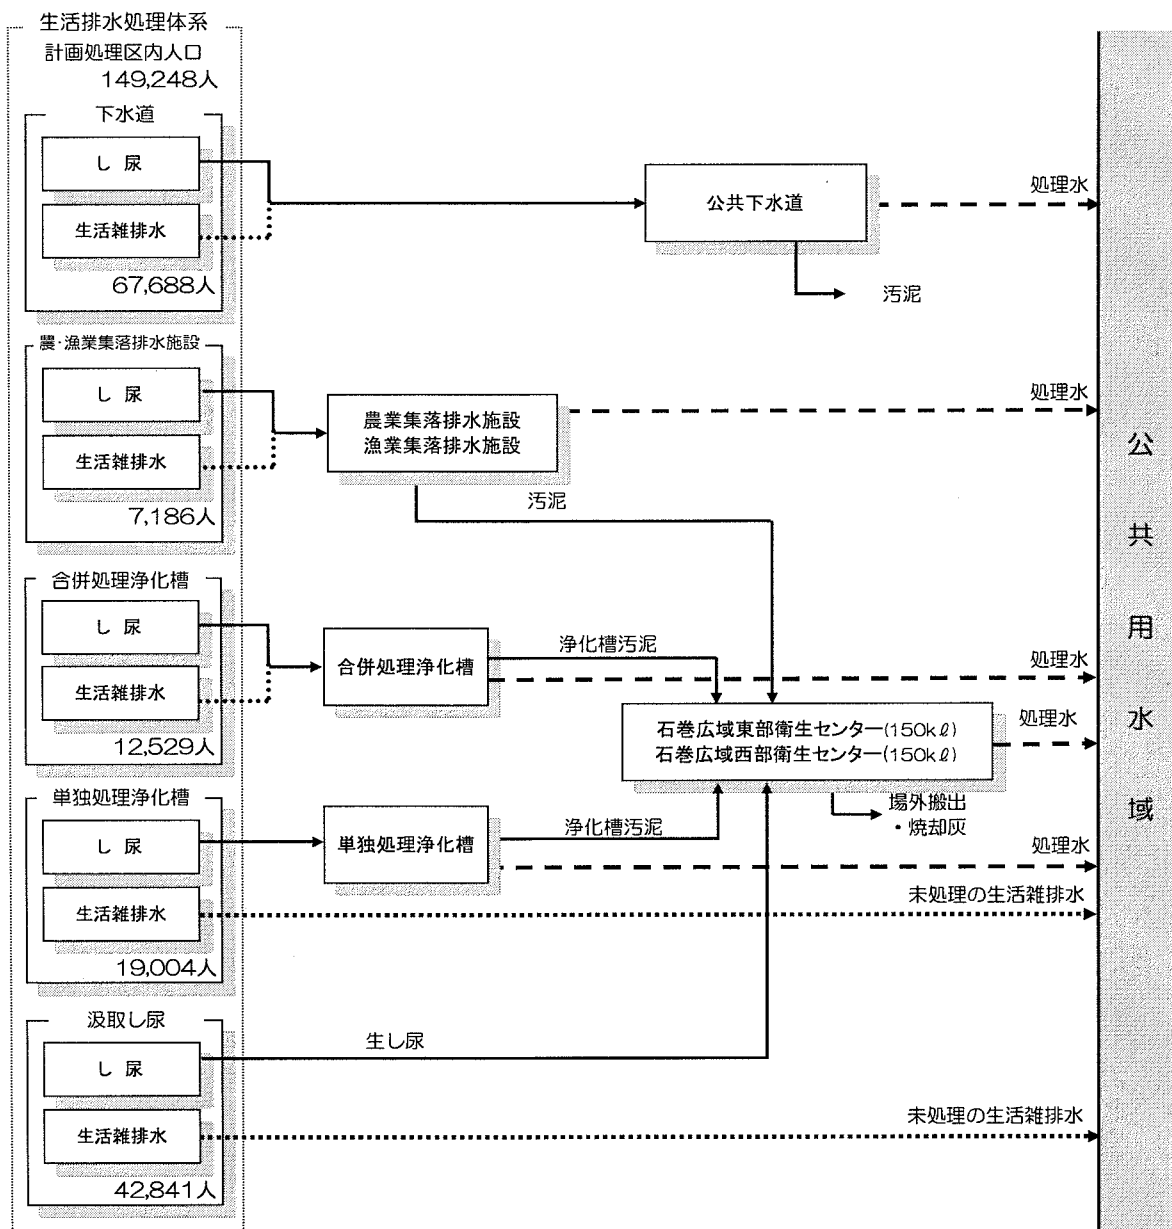 生活排水処理体系
計画処理区内人口
149,248人
下水道
し 尿
生活雑排水
67,688人
公共下水道
処理水
汚泥
農・漁業集落排水施設
し 尿
生活雑排水
7,186人
農業集落排水施設
漁業集落排水施設
処理水
汚泥
合併処理浄化槽
し 尿
生活雑排水
12,529人
合併処理浄化槽
浄化槽汚泥
処理水
石巻広域東部衛生センター(150kℓ)
石巻広域西部衛生センター(150kℓ)
処理水
場外搬出
・焼却灰
単独処理浄化槽
し 尿
生活雑排水
19,004人
単独処理浄化槽
浄化槽汚泥
処理水
未処理の生活雑排水
汲取し尿
し 尿
生活雑排水
42,841人
生し尿
未処理の生活雑排水
公共用水域